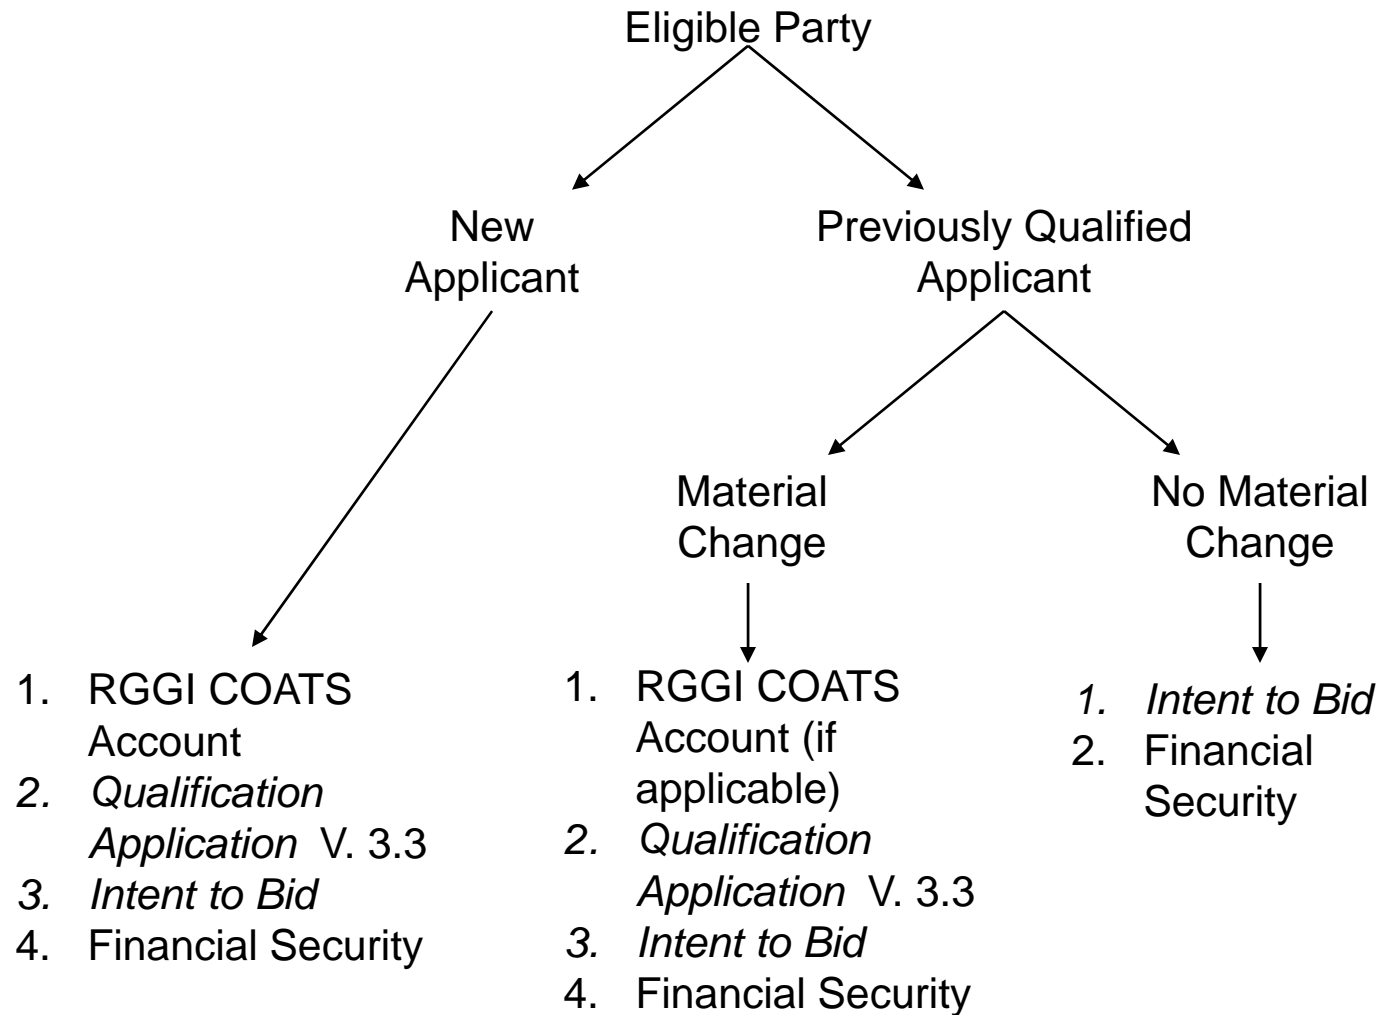 Eligible Party
New
Applicant
Previously Qualified
Applicant
Material
Change
No Material
Change
1. RGGI COATS
Account
2. Qualification
Application V. 3.3
3. Intent to Bid
4. Financial Security
1. RGGI COATS
Account (if
applicable)
2. Qualification
Application V. 3.3
3. Intent to Bid
4. Financial Security
1. Intent to Bid
2. Financial
Security